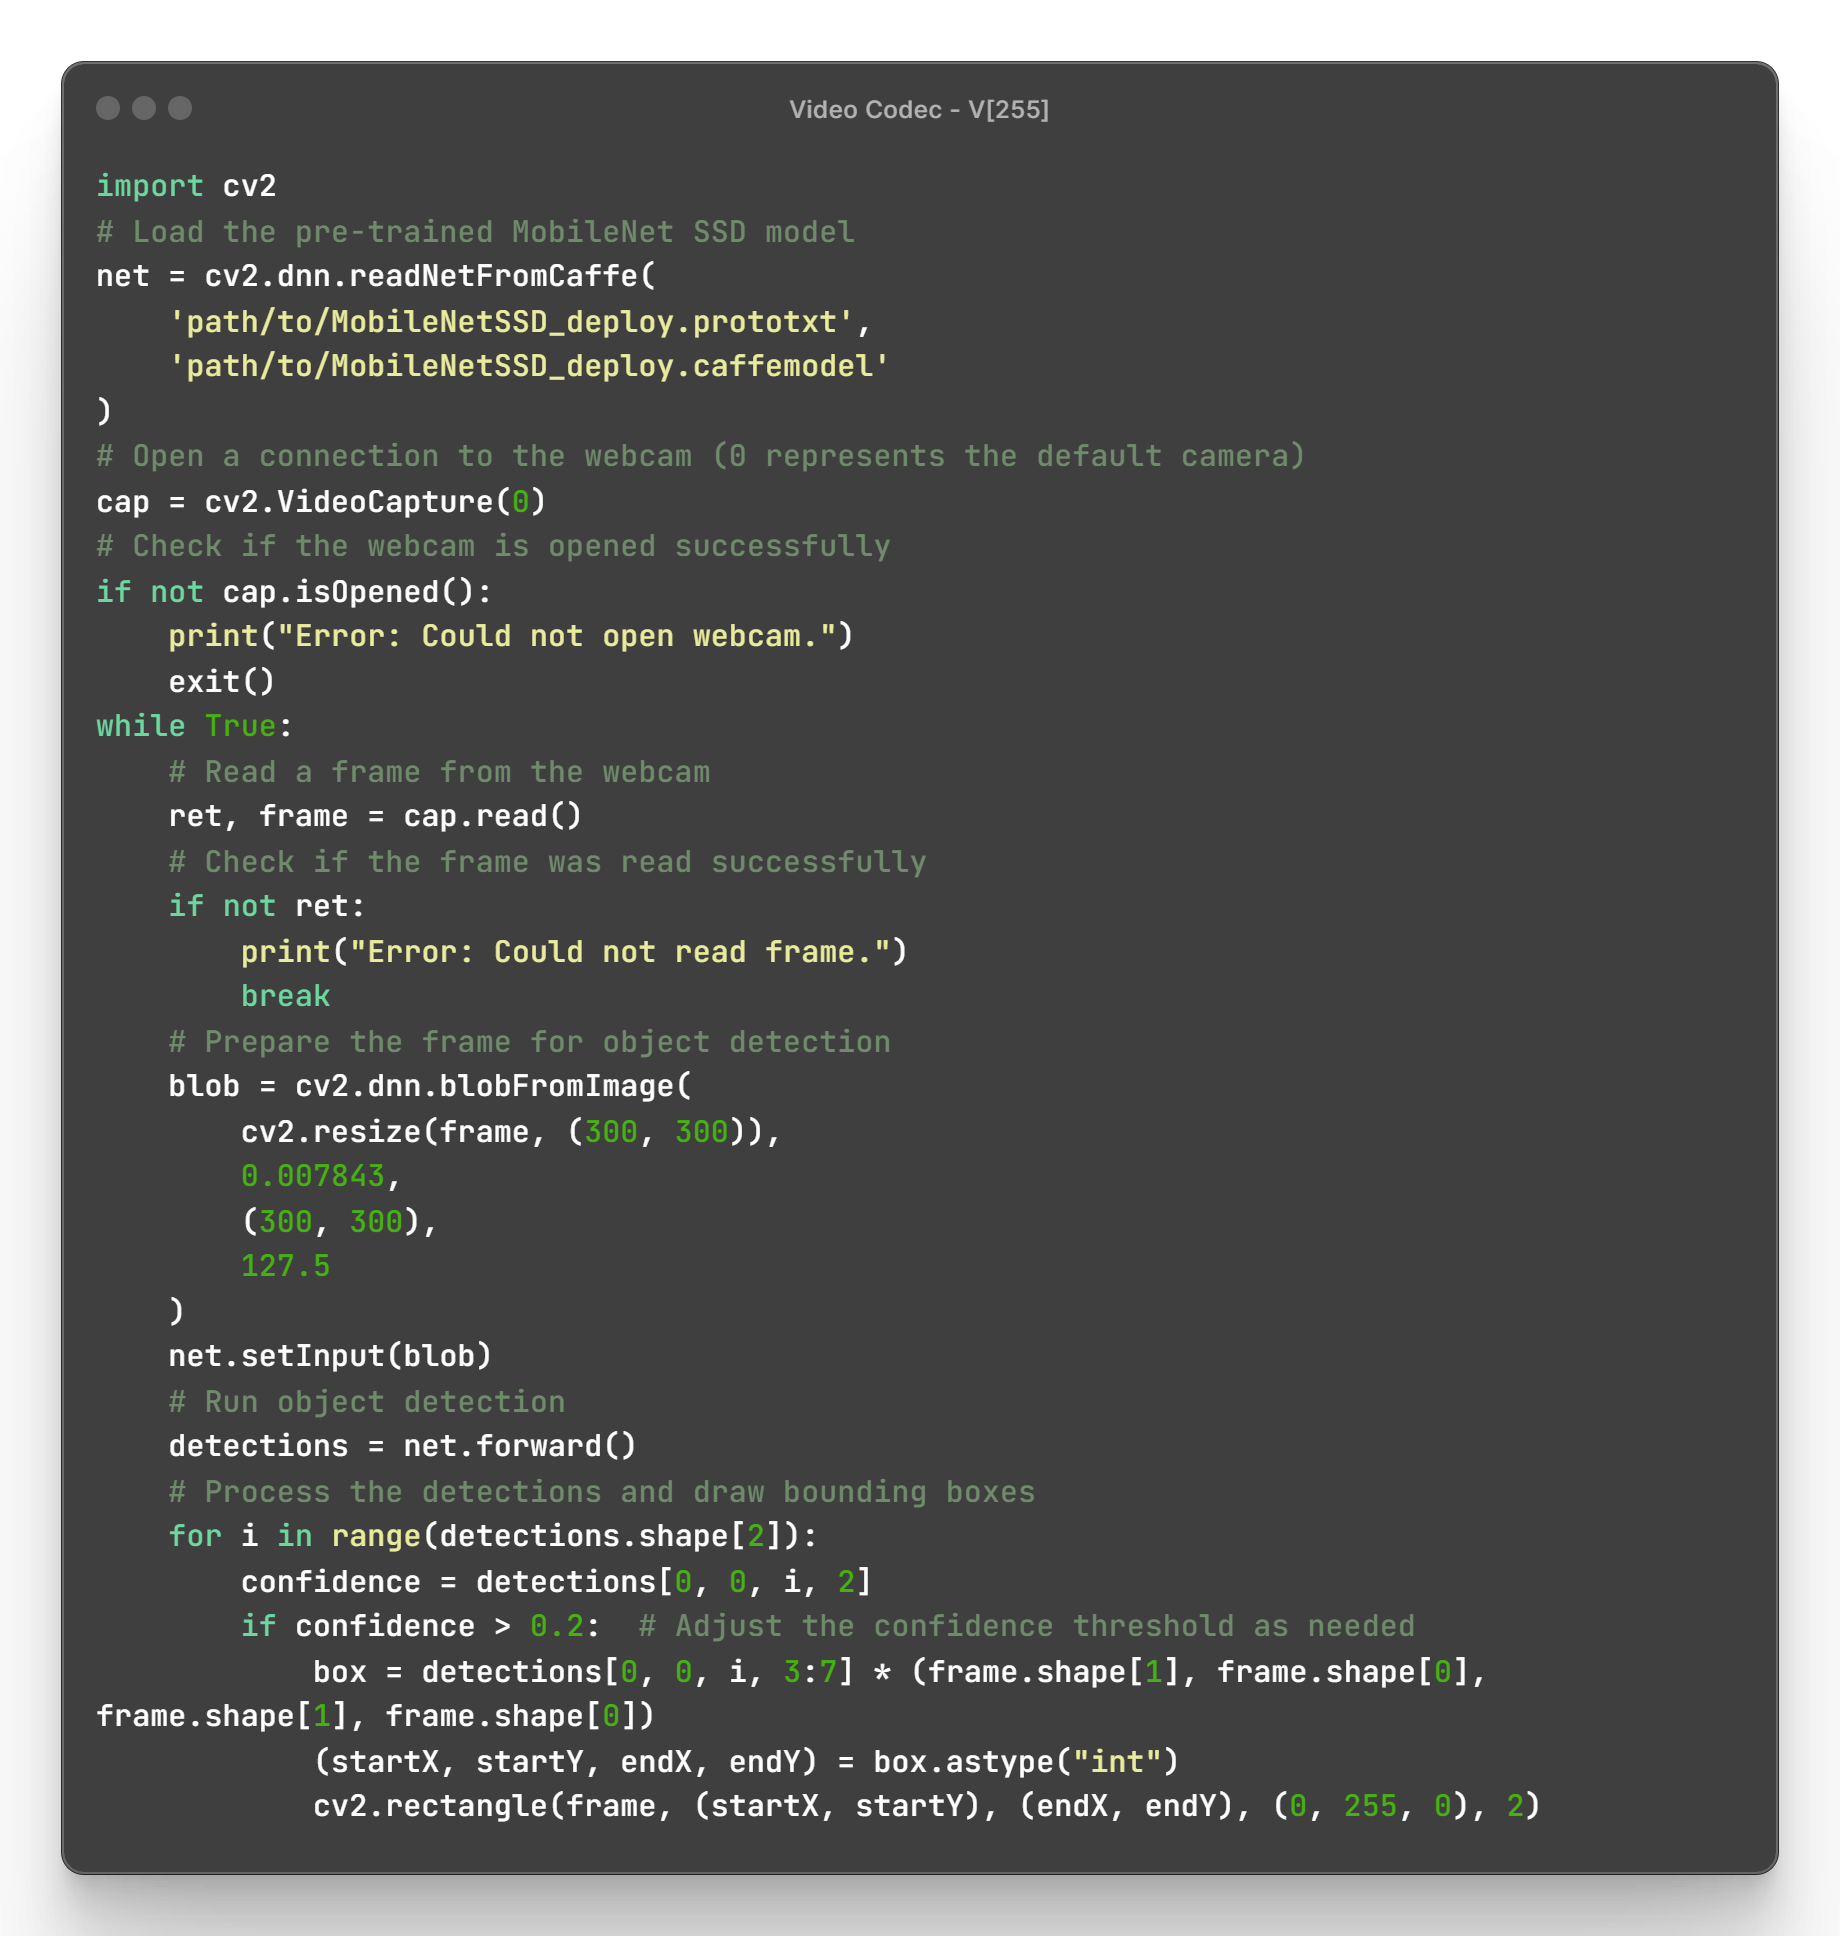 Video Codec - V[255]
import cv2
# Load the pre-trained MobileNet SSD model
net = cv2.dnn.readNetFromCaffe(
    'path/to/MobileNetSSD_deploy.prototxt',
    'path/to/MobileNetSSD_deploy.caffemodel'
)
# Open a connection to the webcam (0 represents the default camera)
cap = cv2.VideoCapture(0)
# Check if the webcam is opened successfully
if not cap.isOpened():
    print("Error: Could not open webcam.")
    exit()
while True:
    # Read a frame from the webcam
    ret, frame = cap.read()
    # Check if the frame was read successfully
    if not ret:
        print("Error: Could not read frame.")
        break
    # Prepare the frame for object detection
    blob = cv2.dnn.blobFromImage(
        cv2.resize(frame, (300, 300)),
        0.007843,
        (300, 300),
        127.5
    )
    net.setInput(blob)
    # Run object detection
    detections = net.forward()
    # Process the detections and draw bounding boxes
    for i in range(detections.shape[2]):
        confidence = detections[0, 0, i, 2]
        if confidence > 0.2:  # Adjust the confidence threshold as needed
            box = detections[0, 0, i, 3:7] * (frame.shape[1], frame.shape[0],
frame.shape[1], frame.shape[0])
            (startX, startY, endX, endY) = box.astype("int")
            cv2.rectangle(frame, (startX, startY), (endX, endY), (0, 255, 0), 2)